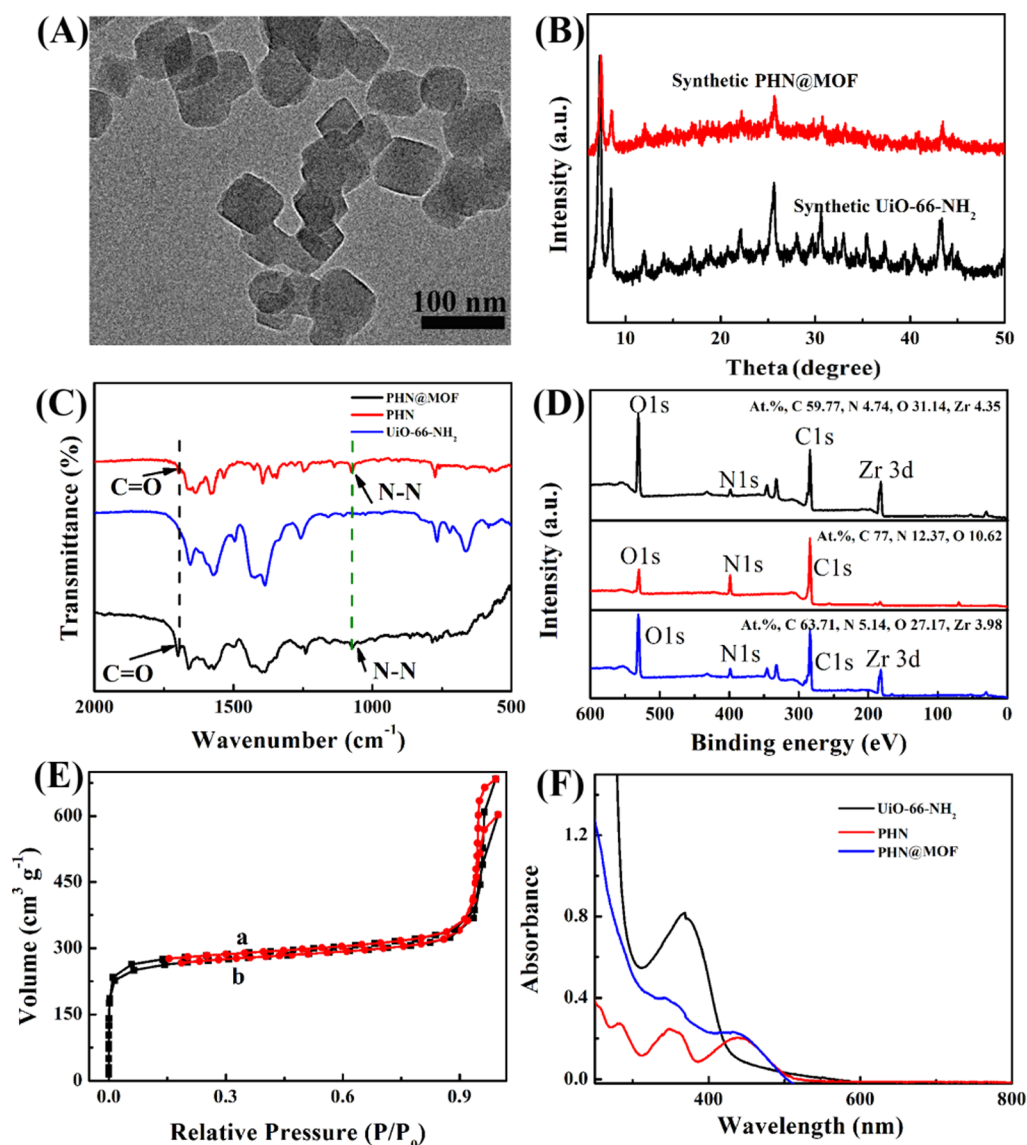 (A)
100 nm
(B)
Intensity (a.u.)
Synthetic PHN@MOF
Synthetic UiO-66-NH₂
10 20 30 40 50
Theta (degree)
(C)
Transmittance (%)
PHN@MOF
PHN
UiO-66-NH₂
C=O
N-N
C=O
N-N
2000 1500 1000 500
Wavenumber (cm⁻¹)
(D)
Intensity (a.u.)
At.%, C 59.77, N 4.74, O 31.14, Zr 4.35
O1s
N1s
C1s
Zr 3d
At.%, C 77, N 12.37, O 10.62
O1s
N1s
C1s
At.%, C 63.71, N 5.14, O 27.17, Zr 3.98
O1s
N1s
C1s
Zr 3d
600 500 400 300 200 100 0
Binding energy (eV)
(E)
Volume (cm³ g⁻¹)
600
450
300
150
0
a
b
0.0 0.3 0.6 0.9
Relative Pressure (P/P₀)
(F)
Absorbance
1.2
0.8
0.4
0.0
UiO-66-NH₂
PHN
PHN@MOF
400 600 800
Wavelength (nm)